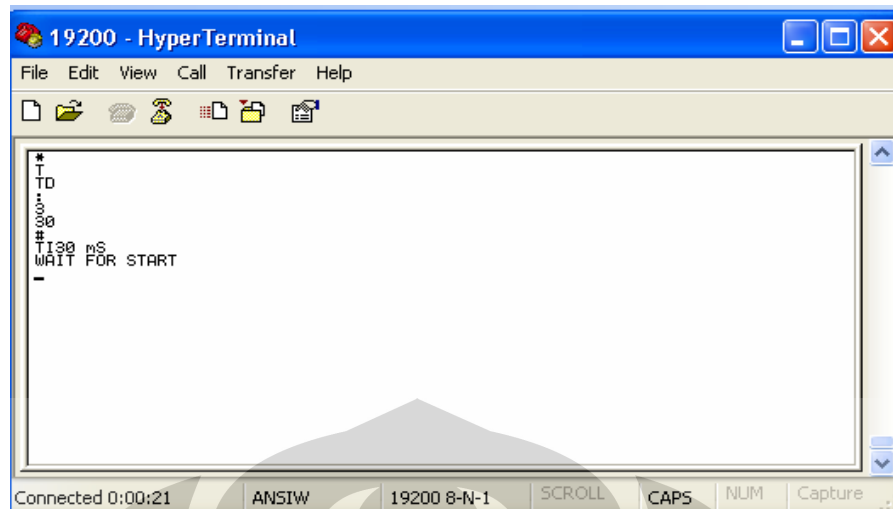 19200 - HyperTerminal
File Edit View Call Transfer Help
*
T
TD
:
3
30
#
TI30 mS
WAIT FOR START
_
Connected 0:00:21 ANSIW 19200 8-N-1 SCROLL CAPS NUM Capture